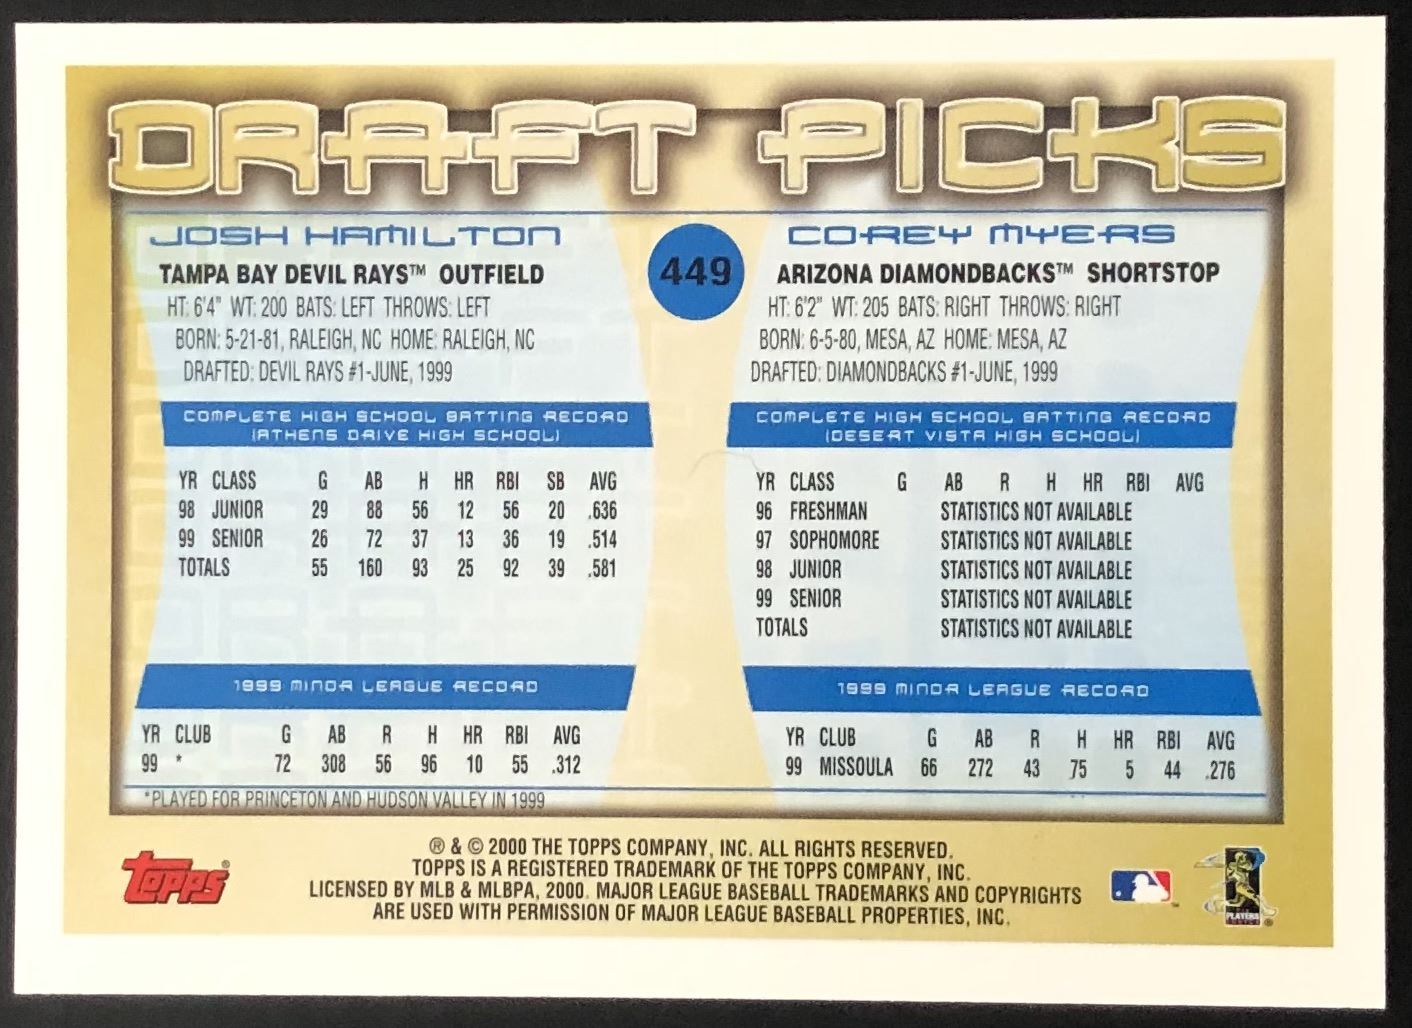 DRAFT PICKS
449
JOSH HAMILTON
TAMPA BAY DEVIL RAYS™ OUTFIELD
HT: 6'4" WT: 200 BATS: LEFT THROWS: LEFT
BORN: 5-21-81, RALEIGH, NC HOME: RALEIGH, NC
DRAFTED: DEVIL RAYS #1-JUNE, 1999
COMPLETE HIGH SCHOOL BATTING RECORD
(ATHENS DRIVE HIGH SCHOOL)
YR CLASS G AB H HR RBI SB AVG
98 JUNIOR 29 88 56 12 56 20 .636
99 SENIOR 26 72 37 13 36 19 .514
TOTALS 55 160 93 25 92 39 .581
1999 MINOR LEAGUE RECORD
YR CLUB G AB R H HR RBI AVG
99 * 72 308 56 96 10 55 .312
*PLAYED FOR PRINCETON AND HUDSON VALLEY IN 1999
COREY MYERS
ARIZONA DIAMONDBACKS™ SHORTSTOP
HT: 6'2" WT: 205 BATS: RIGHT THROWS: RIGHT
BORN: 6-5-80, MESA, AZ HOME: MESA, AZ
DRAFTED: DIAMONDBACKS #1-JUNE, 1999
COMPLETE HIGH SCHOOL BATTING RECORD
(DESERT VISTA HIGH SCHOOL)
YR CLASS G AB R H HR RBI AVG
96 FRESHMAN STATISTICS NOT AVAILABLE
97 SOPHOMORE STATISTICS NOT AVAILABLE
98 JUNIOR STATISTICS NOT AVAILABLE
99 SENIOR STATISTICS NOT AVAILABLE
TOTALS STATISTICS NOT AVAILABLE
1999 MINOR LEAGUE RECORD
YR CLUB G AB R H HR RBI AVG
99 MISSOULA 66 272 43 75 5 44 .276
Topps®
® & © 2000 THE TOPPS COMPANY, INC. ALL RIGHTS RESERVED.
TOPPS IS A REGISTERED TRADEMARK OF THE TOPPS COMPANY, INC.
LICENSED BY MLB & MLBPA, 2000. MAJOR LEAGUE BASEBALL TRADEMARKS AND COPYRIGHTS
ARE USED WITH PERMISSION OF MAJOR LEAGUE BASEBALL PROPERTIES, INC.
PLAYERS